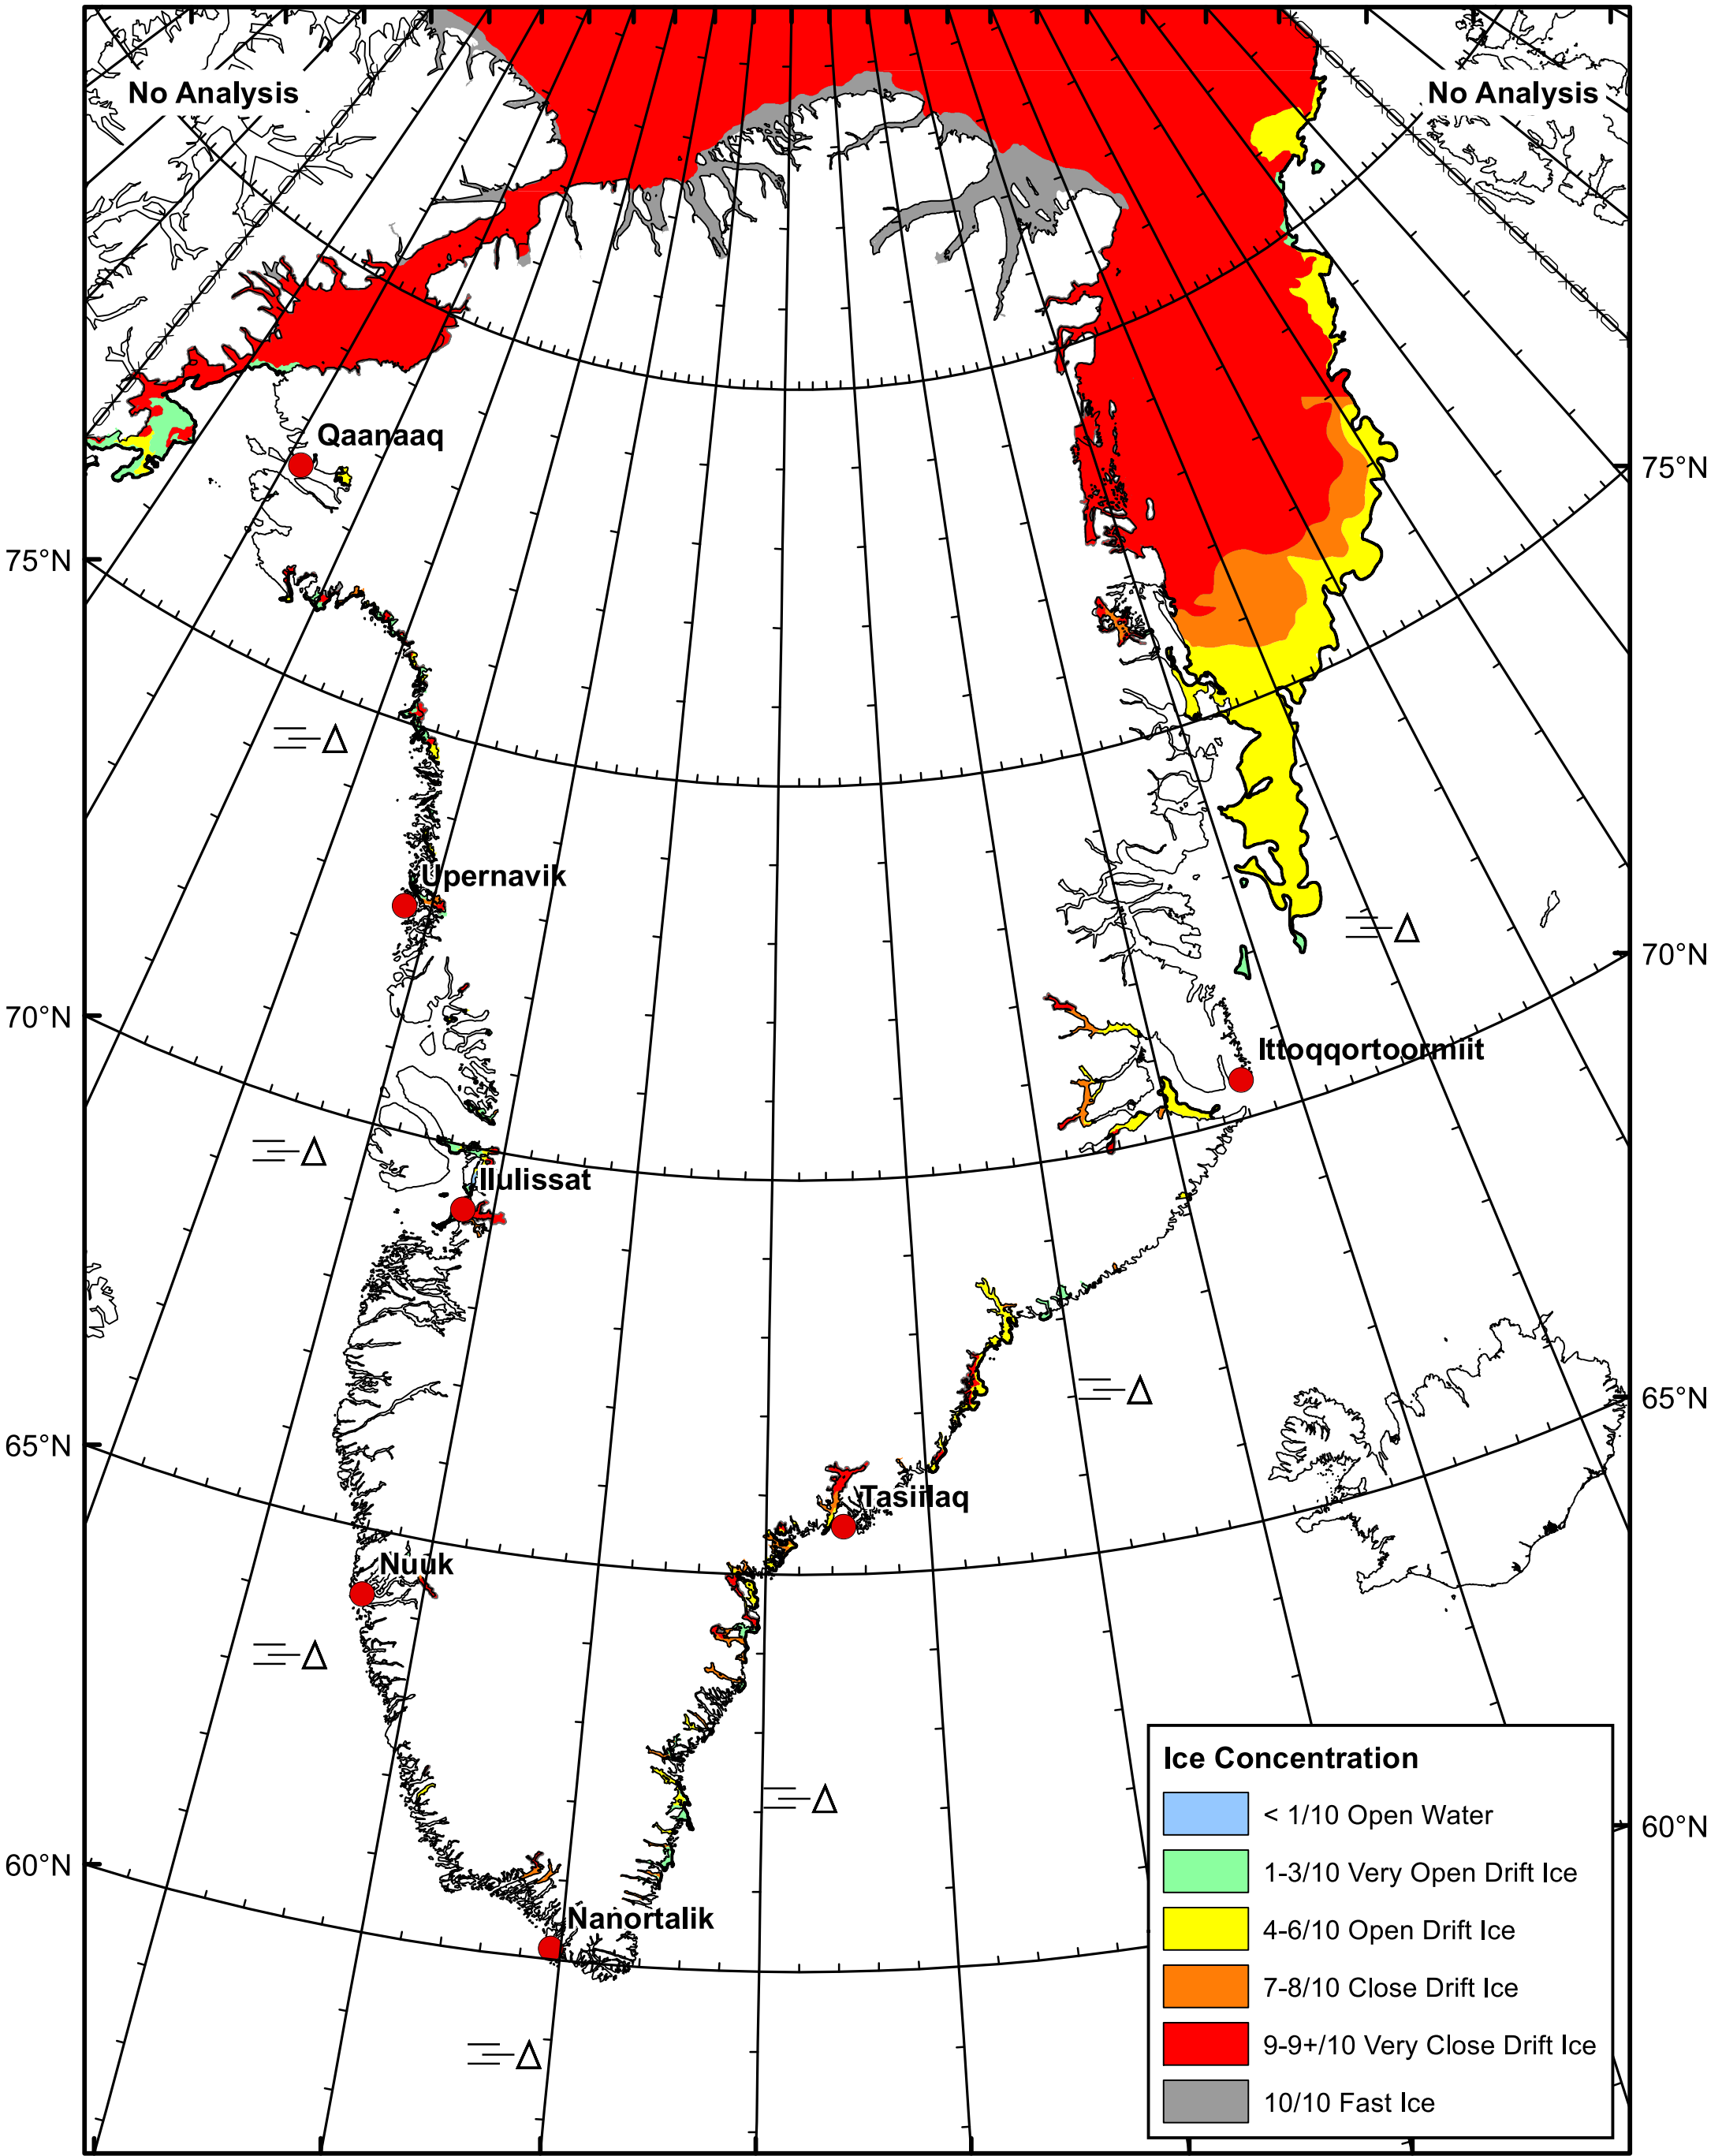 No Analysis
No Analysis
Qaanaaq
75°N
75°N
Upernavik
70°N
70°N
Ittoqqortoormiit
Ilulissat
65°N
65°N
Tasiilaq
Nuuk
60°N
60°N
Nanortalik
Ice Concentration
< 1/10 Open Water
1-3/10 Very Open Drift Ice
4-6/10 Open Drift Ice
7-8/10 Close Drift Ice
9-9+/10 Very Close Drift Ice
10/10 Fast Ice